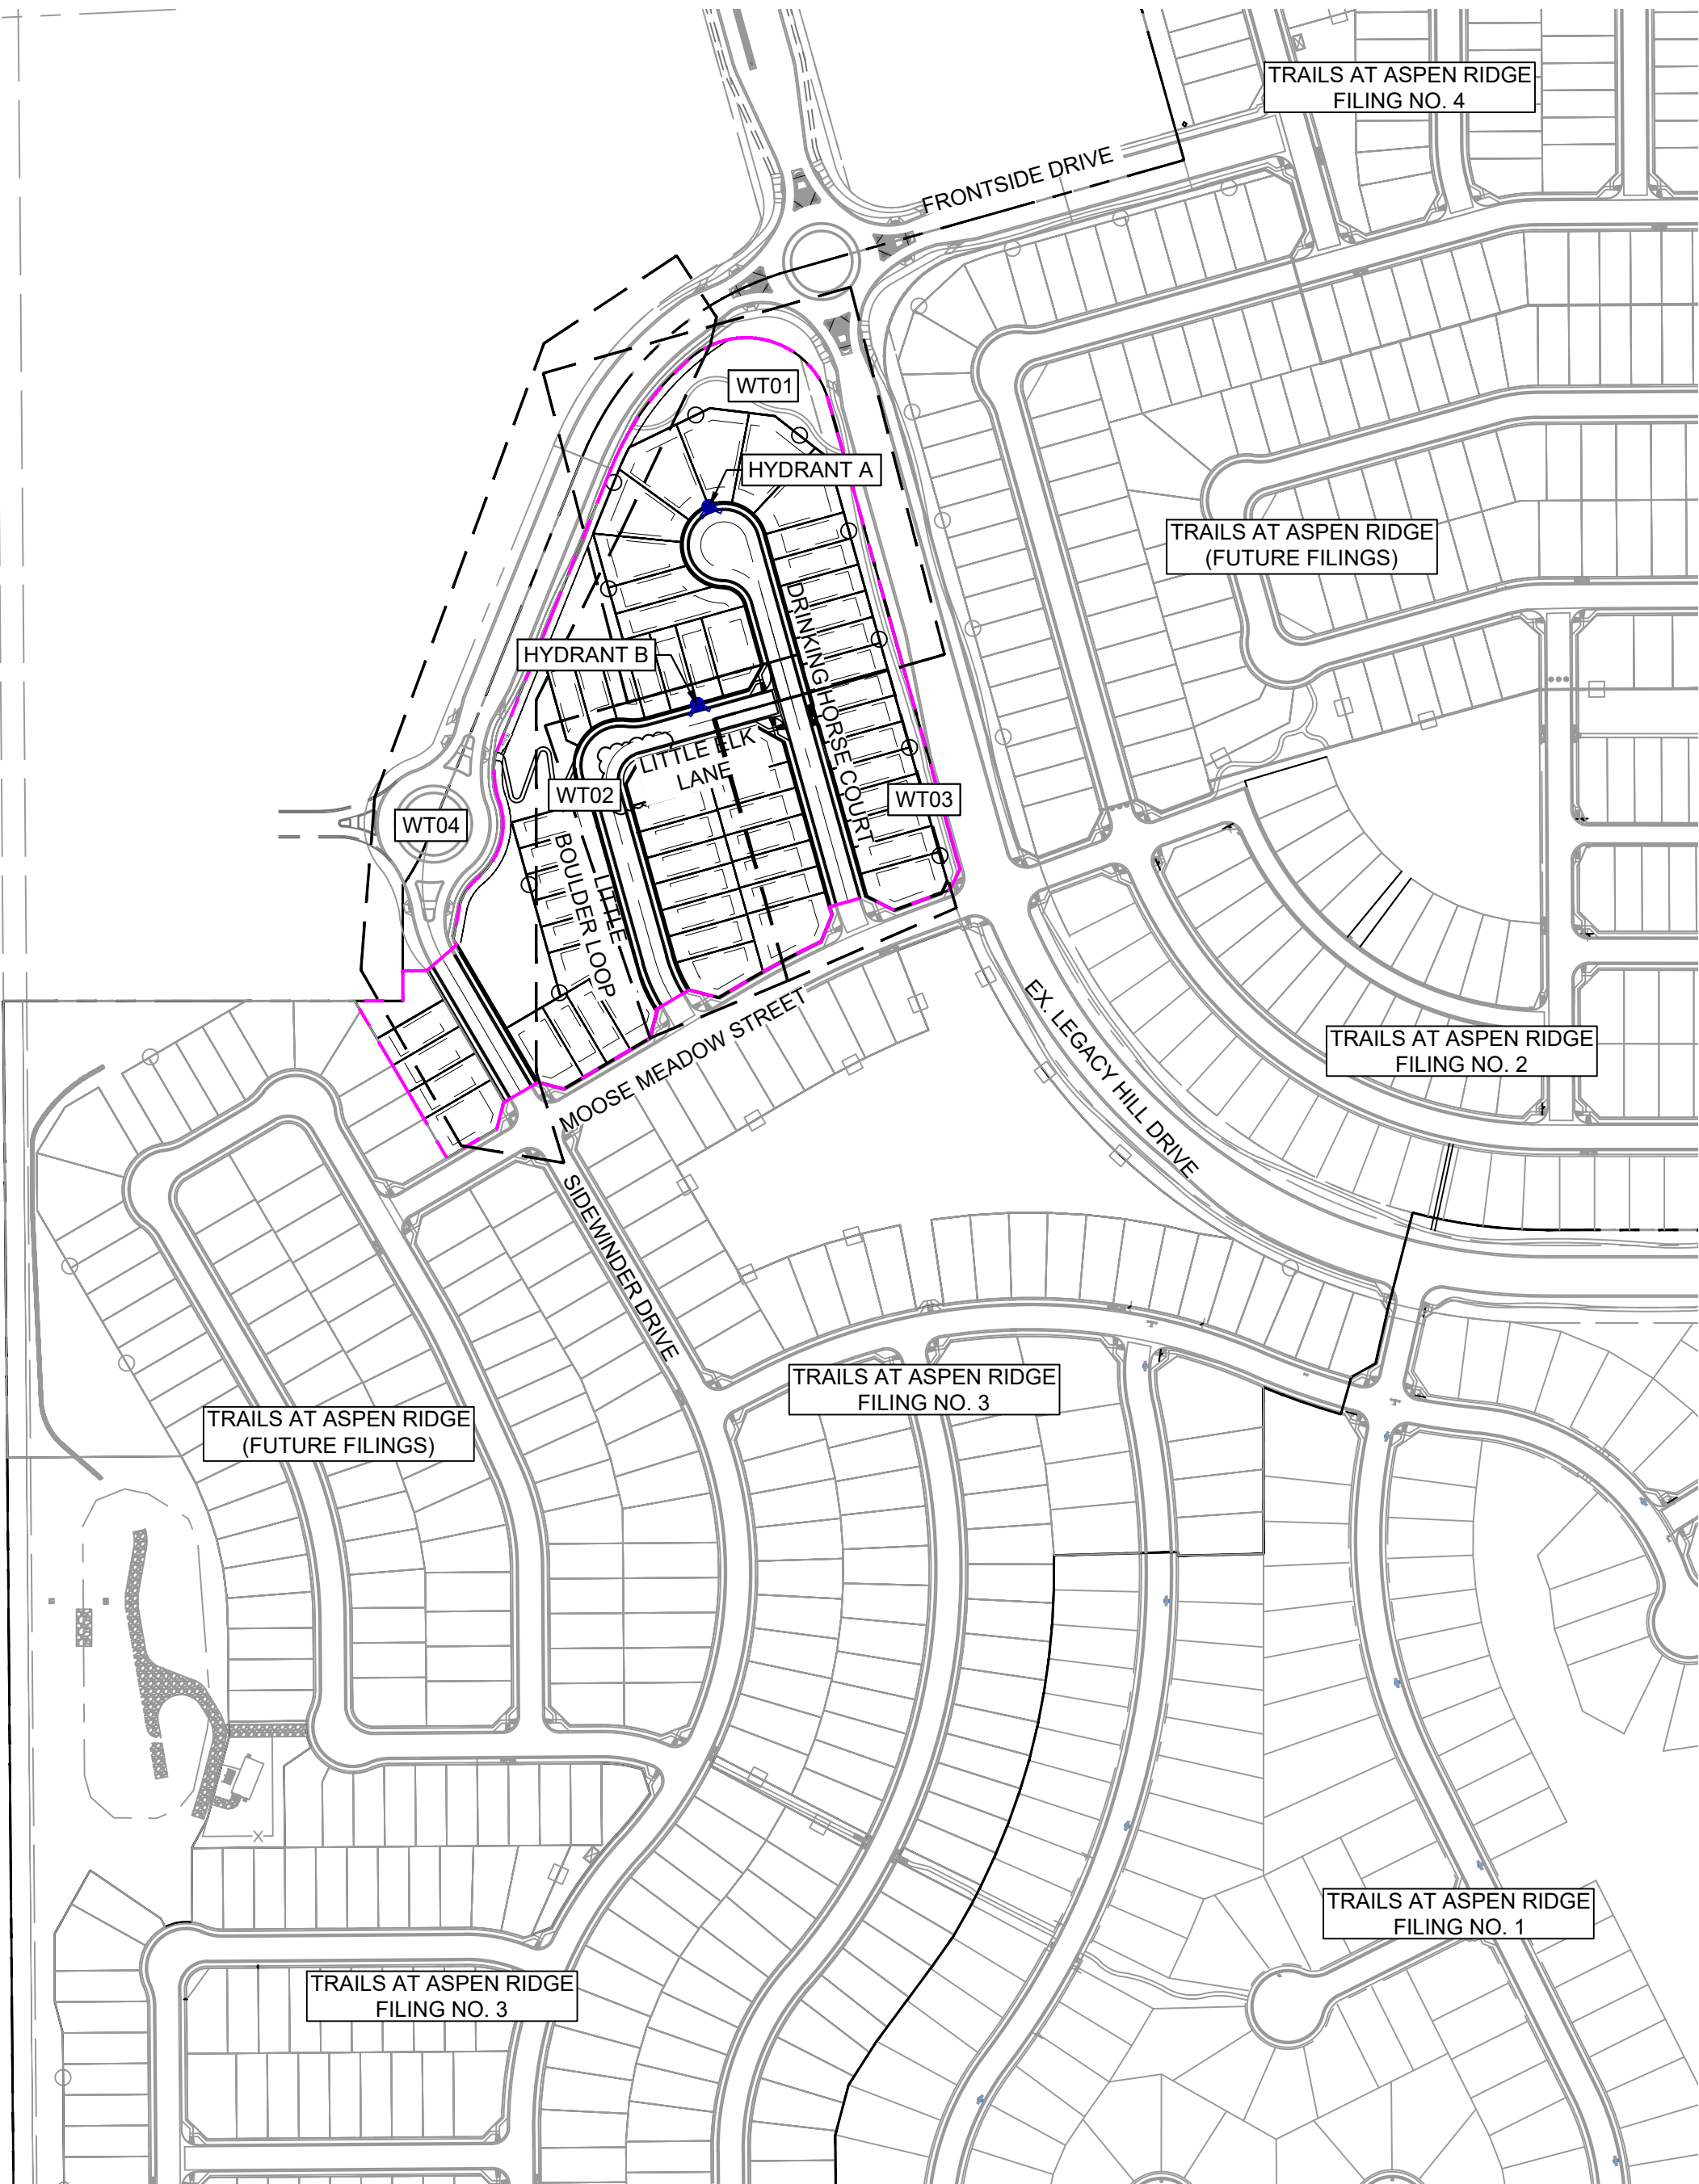 TRAILS AT ASPEN RIDGE
FILING NO. 4
FRONTSIDE DRIVE
WT01
HYDRANT A
TRAILS AT ASPEN RIDGE
(FUTURE FILINGS)
DRINKING HORSE COURT
HYDRANT B
LITTLE ELK
LANE
WT02
WT03
WT04
LITTLE
BOULDER LOOP
MOOSE MEADOW STREET
EX. LEGACY HILL DRIVE
TRAILS AT ASPEN RIDGE
FILING NO. 2
SIDEWINDER DRIVE
TRAILS AT ASPEN RIDGE
FILING NO. 3
TRAILS AT ASPEN RIDGE
(FUTURE FILINGS)
TRAILS AT ASPEN RIDGE
FILING NO. 1
TRAILS AT ASPEN RIDGE
FILING NO. 3